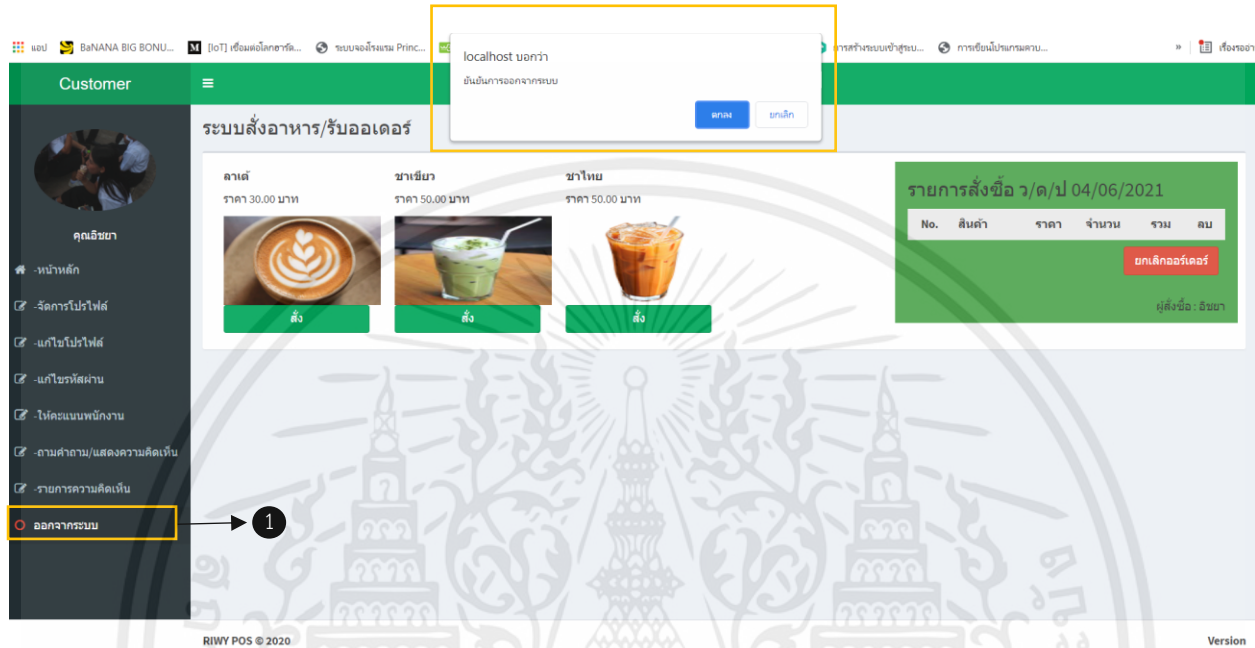 แอป BaNANA BIG BONU... [IoT] เชื่อมต่อโลกฮาร์ด... ระบบจองโรงแรม Princ... การสร้างระบบเข้าสู่ระบ... การเขียนโปรแกรมควบ... » เรื่องรออ่าน
localhost บอกว่า
ยันยันการออกจากระบบ
ตกลง ยกเลิก
Customer
ระบบสั่งอาหาร/รับออเดอร์
คุณอิชยา
-หน้าหลัก
-จัดการโปรไฟล์
-แก้ไขโปรไฟล์
-แก้ไขรหัสผ่าน
-ให้คะแนนพนักงาน
-ถามคำถาม/แสดงความคิดเห็น
-รายการความคิดเห็น
ออกจากระบบ
1
ลาเต้
ราคา 30.00 บาท
สั่ง
ชาเขียว
ราคา 50.00 บาท
สั่ง
ชาไทย
ราคา 50.00 บาท
สั่ง
รายการสั่งซื้อ ว/ด/ป 04/06/2021
No. สินค้า ราคา จำนวน รวม ลบ
ยกเลิกออร์เดอร์
ผู้สั่งซื้อ : อิชยา
RIWY POS © 2020
Version